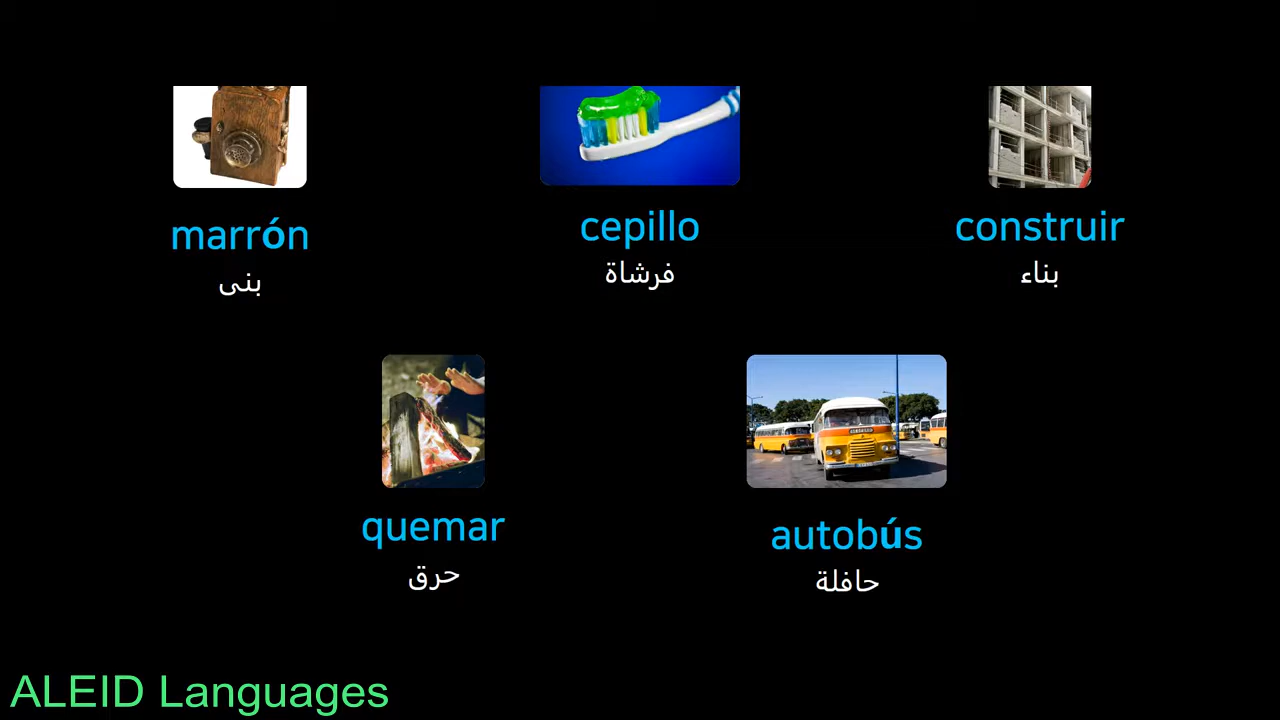 marrón
بنى
cepillo
فرشاة
construir
بناء
quemar
حرق
autobús
حافلة
ALEID Languages